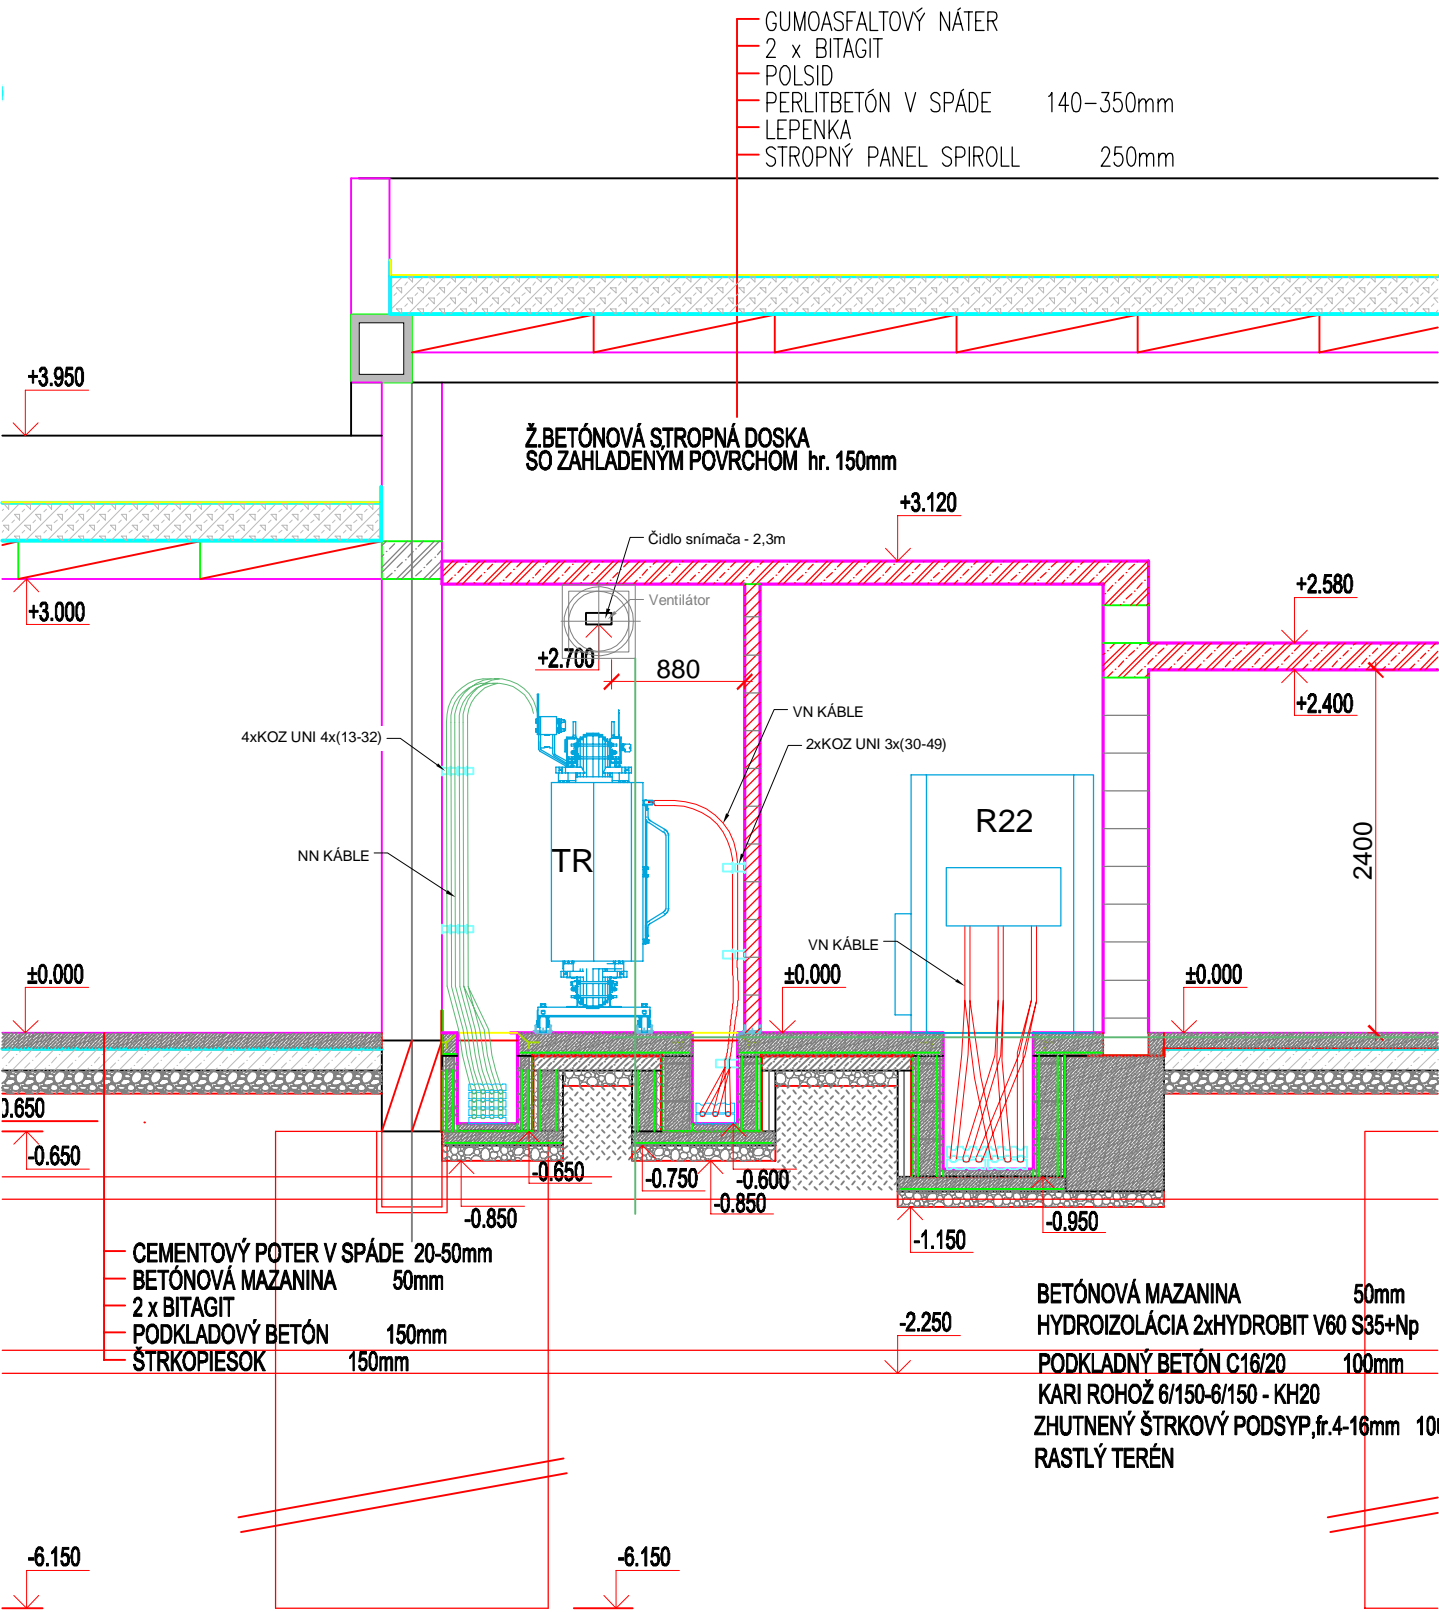 GUMOASFALTOVÝ NÁTER
2 x BITAGIT
POLSID
PERLITBETÓN V SPÁDE 140-350mm
LEPENKA
STROPNÝ PANEL SPIROLL 250mm
+3.950
Ž.BETÓNOVÁ STROPNÁ DOSKA
SO ZAHLADENÝM POVRCHOM hr. 150mm
+3.120
Čidlo snímača - 2,3m
+2.580
+3.000
Ventilátor
+2.700
880
+2.400
VN KÁBLE
4xKOZ UNI 4x(13-32)
2xKOZ UNI 3x(30-49)
R22
NN KÁBLE
TR
2400
VN KÁBLE
±0.000
±0.000
±0.000
0.650
-0.650
-0.650
-0.750
-0.600
-0.850
-0.850
-0.950
-1.150
CEMENTOVÝ POTER V SPÁDE 20-50mm
BETÓNOVÁ MAZANINA 50mm
2 x BITAGIT
PODKLADOVÝ BETÓN 150mm
ŠTRKOPIESOK 150mm
-2.250
BETÓNOVÁ MAZANINA 50mm
HYDROIZOLÁCIA 2xHYDROBIT V60 S35+Np
PODKLADNÝ BETÓN C16/20 100mm
KARI ROHOŽ 6/150-6/150 - KH20
ZHUTNENÝ ŠTRKOVÝ PODSYP,fr.4-16mm
RASTLÝ TERÉN
-6.150
-6.150